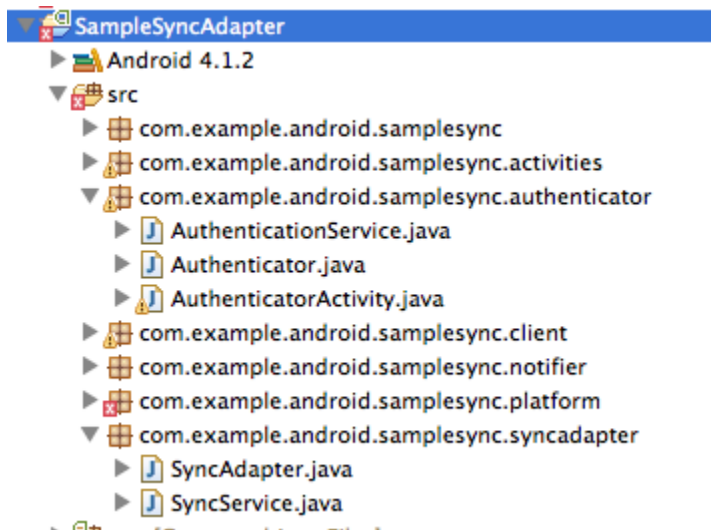 SampleSyncAdapter
Android 4.1.2
src
com.example.android.samplesync
com.example.android.samplesync.activities
com.example.android.samplesync.authenticator
AuthenticationService.java
Authenticator.java
AuthenticatorActivity.java
com.example.android.samplesync.client
com.example.android.samplesync.notifier
com.example.android.samplesync.platform
com.example.android.samplesync.syncadapter
SyncAdapter.java
SyncService.java